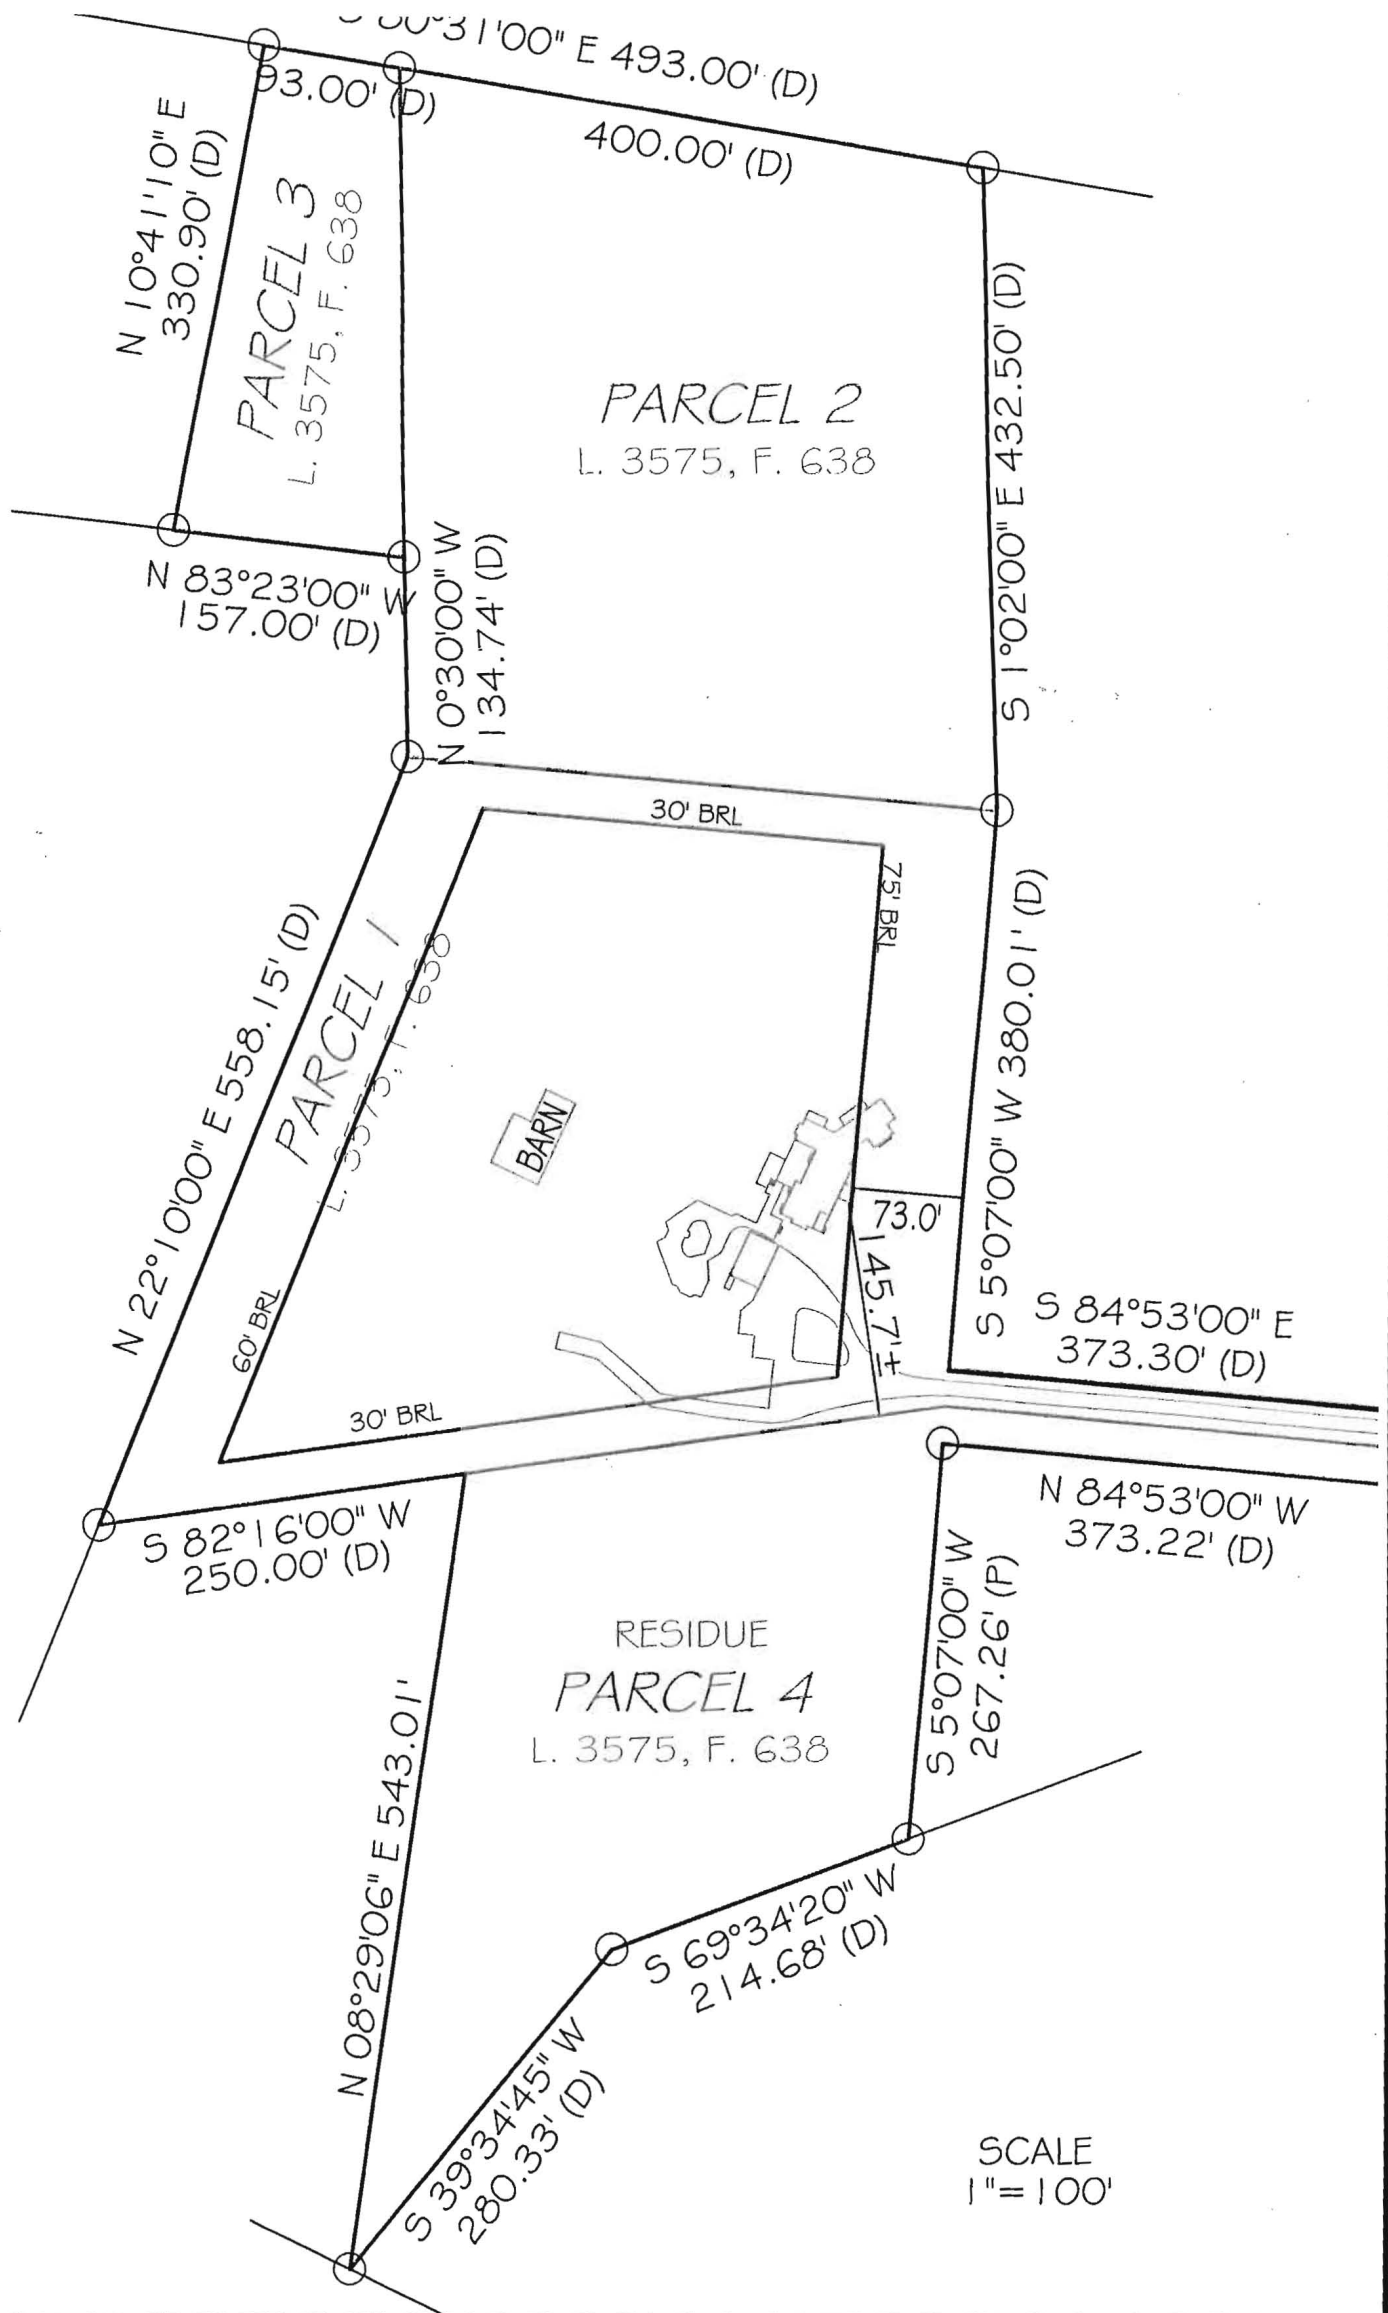 S 80°31'00" E 493.00' (D)
93.00' (D)
400.00' (D)
N 10°41'10" E
330.90' (D)
PARCEL 3
L. 3575, F. 638
PARCEL 2
L. 3575, F. 638
S 1°02'00" E 432.50' (D)
N 83°23'00" W
157.00' (D)
N 0°30'00" W
134.74' (D)
30' BRL
75' BRL
N 22°10'00" E 558.15' (D)
PARCEL 1
L. 3575, F. 638
S 5°07'00" W 380.01' (D)
BARN
73.0'
145.7'±
60' BRL
30' BRL
S 84°53'00" E
373.30' (D)
S 82°16'00" W
250.00' (D)
N 84°53'00" W
373.22' (D)
S 5°07'00" W
267.26' (P)
RESIDUE
PARCEL 4
L. 3575, F. 638
N 08°29'06" E 543.01'
S 69°34'20" W
214.68' (D)
S 39°34'45" W
280.33' (D)
SCALE
1"=100'